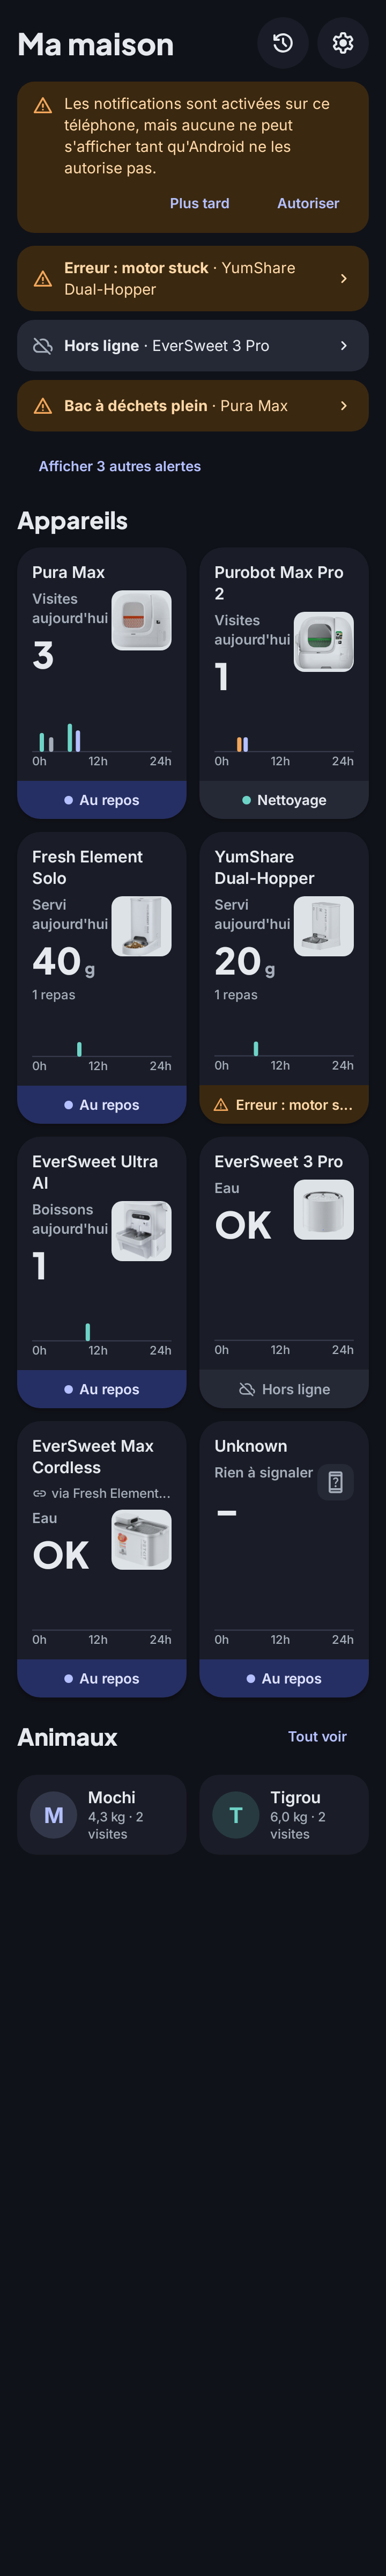 Ma maison
Les notifications sont activées sur ce
téléphone, mais aucune ne peut
s'afficher tant qu'Android ne les
autorise pas.
Plus tard
Autoriser
Erreur : motor stuck · YumShare
Dual-Hopper
Hors ligne · EverSweet 3 Pro
Bac à déchets plein · Pura Max
Afficher 3 autres alertes
Appareils
Pura Max
Visites
aujourd'hui
3
0h 12h 24h
Au repos
Purobot Max Pro
2
Visites
aujourd'hui
1
0h 12h 24h
Nettoyage
Fresh Element
Solo
Servi
aujourd'hui
40 g
1 repas
0h 12h 24h
Au repos
YumShare
Dual-Hopper
Servi
aujourd'hui
20 g
1 repas
0h 12h 24h
Erreur : motor s...
EverSweet Ultra
AI
Boissons
aujourd'hui
1
0h 12h 24h
Au repos
EverSweet 3 Pro
Eau
OK
0h 12h 24h
Hors ligne
EverSweet Max
Cordless
via Fresh Element...
Eau
OK
0h 12h 24h
Au repos
Unknown
Rien à signaler
–
0h 12h 24h
Au repos
Animaux
Tout voir
M
Mochi
4,3 kg · 2
visites
T
Tigrou
6,0 kg · 2
visites